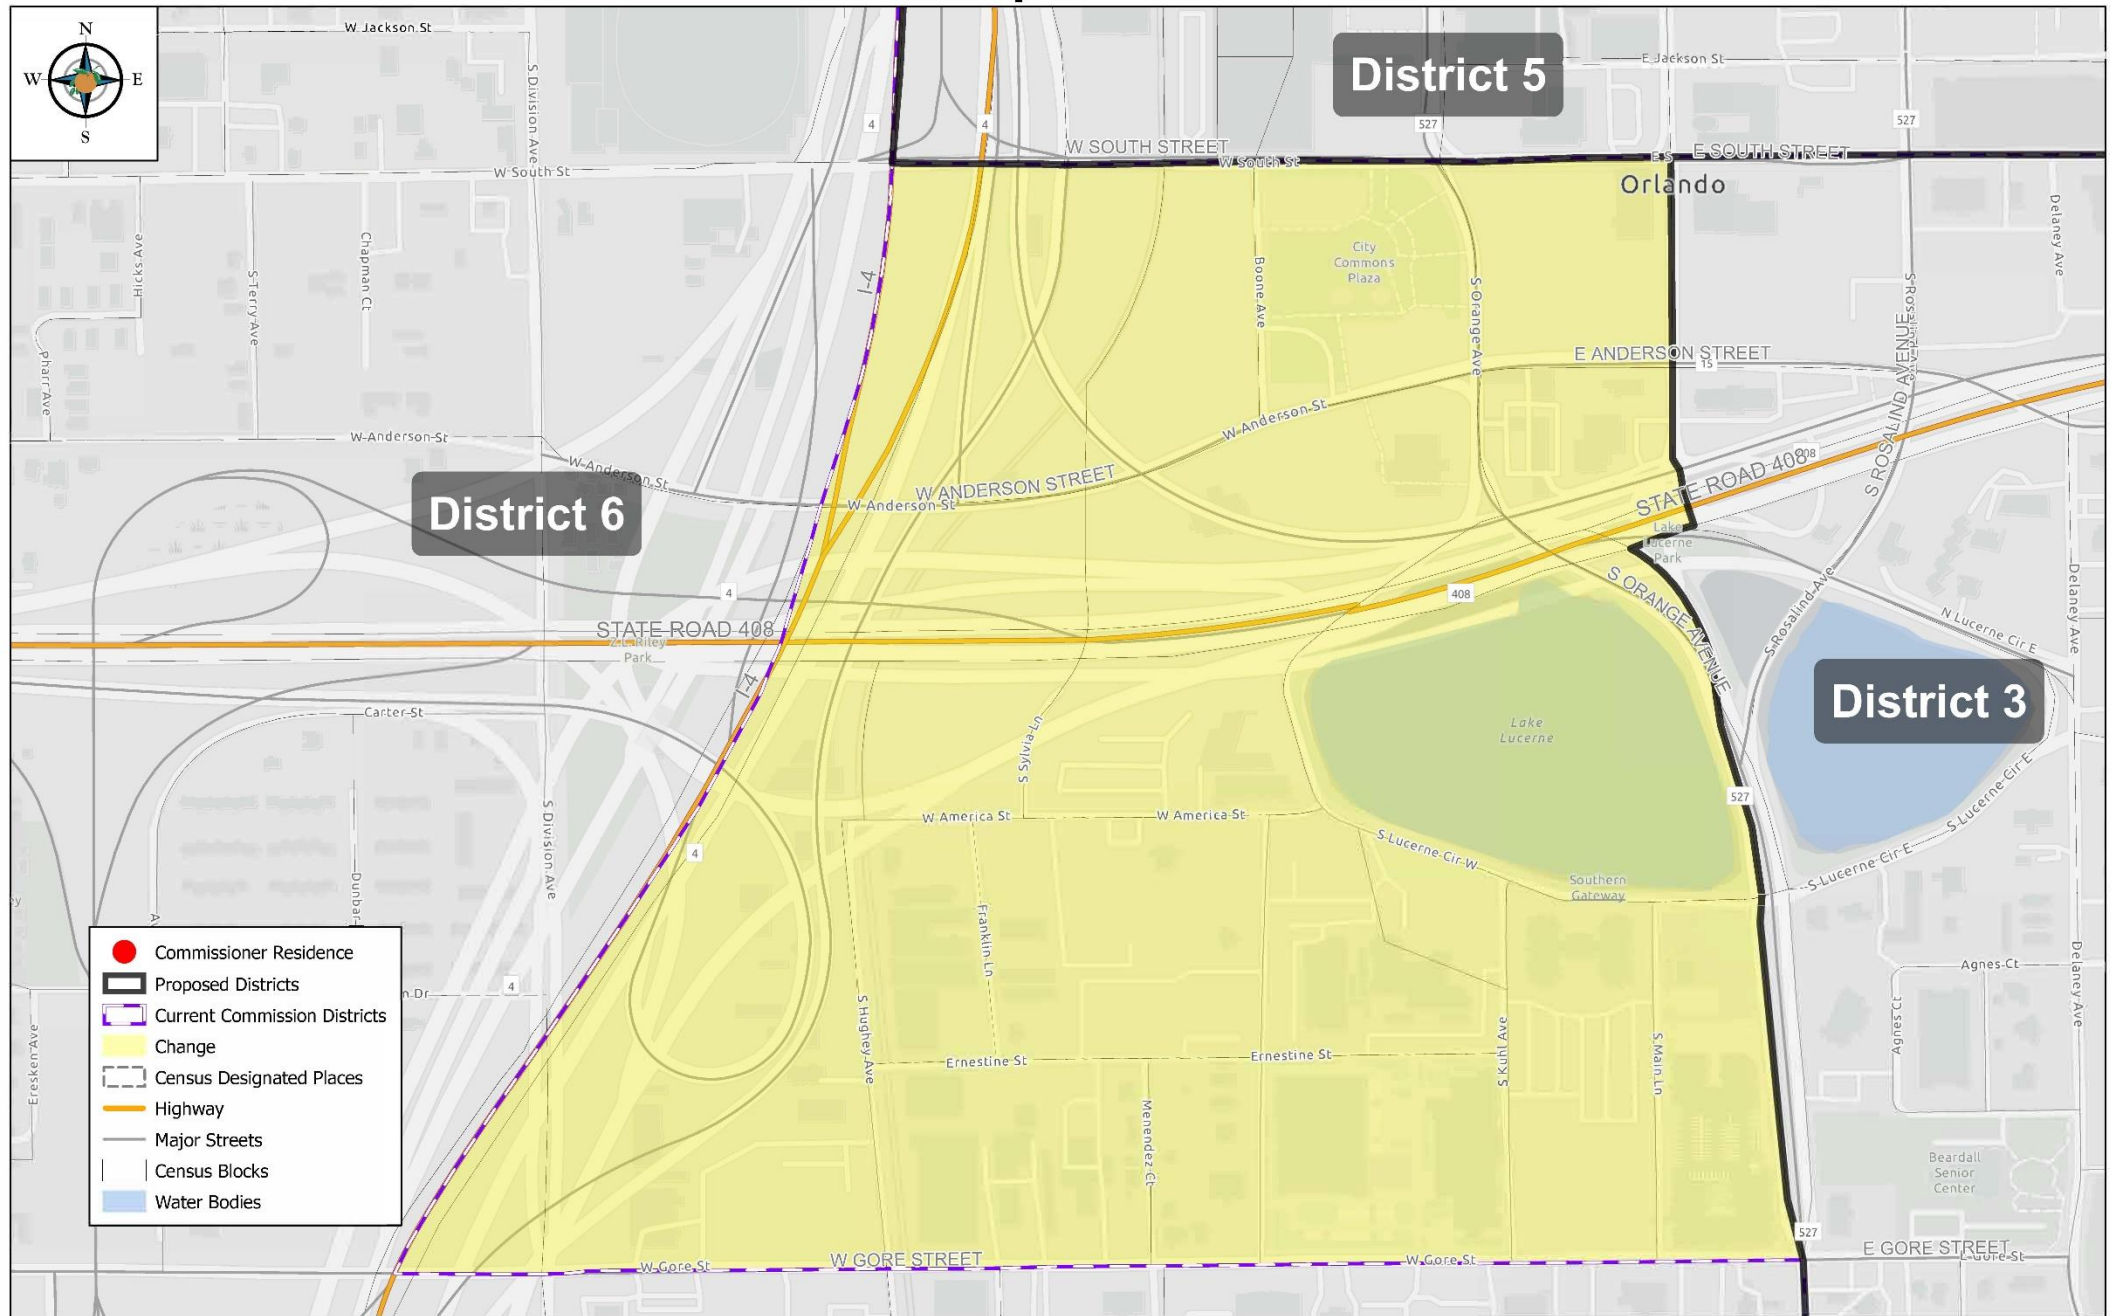 N
W
E
S
W Jackson St
S Division Ave
4
4
District 5
E Jackson St
527
527
W SOUTH STREET
W South St
W South St
E S
E SOUTH STREET
Orlando
Hicks Ave
S Terry Ave
Chapman Ct
Pharr Ave
I-4
Boone Ave
City
Commons
Plaza
S Orange Ave
Delaney Ave
S ROSALIND AVENUE
E ANDERSON STREET
15
W Anderson St
W Anderson St
W Anderson St
W ANDERSON STREET
W Anderson St
District 6
STATE ROAD 408
408
S ROSALIND AVENUE
Lake
Lucerne
Park
S ORANGE AVENUE
S Rosalind Ave
N Lucerne Cir E
Delaney Ave
4
408
STATE ROAD 408
Z.L. Riley
Park
I-4
Carter St
S Sylvia Ln
Lake
Lucerne
District 3
527
S Lucerne Cir E
S Lucerne Cir E
W America St
W America St
S Lucerne Cir W
Southern
Gateway
4
S Division Ave
Dunbar
Franklin Ln
S Hughey Ave
Ernestine St
Ernestine St
S Kuhl Ave
S Main Ln
Menendez Ct
Agnes Ct
Agnes Ct
Delaney Ave
Beardall
Senior
Center
4
n Dr
Eresken Ave
Commissioner Residence
Proposed Districts
Current Commission Districts
Change
Census Designated Places
Highway
Major Streets
Census Blocks
Water Bodies
W Gore St
W GORE STREET
W Gore St
527
E GORE STREET
E Gore St